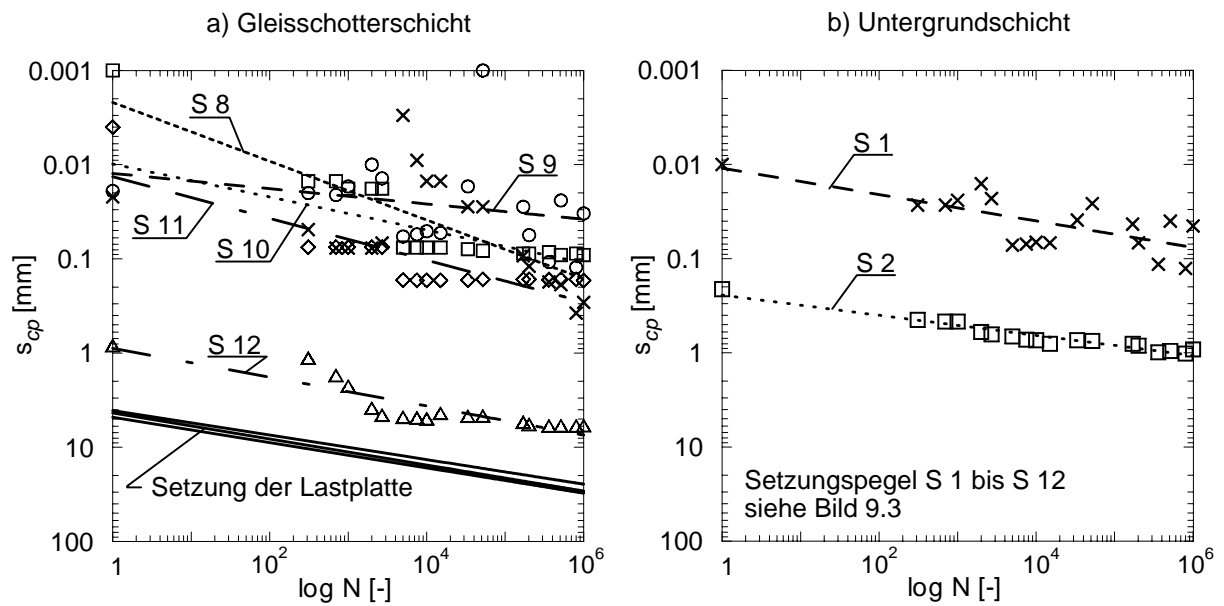 a) Gleisschotterschicht
0.001
0.01
0.1
1
10
100
s_cp [mm]
S 8
S 9
S 11
S 10
S 12
Setzung der Lastplatte
1
10^2
10^4
10^6
log N [-]
b) Untergrundschicht
0.001
0.01
0.1
1
10
100
s_cp [mm]
S 1
S 2
Setzungspegel S 1 bis S 12
siehe Bild 9.3
1
10^2
10^4
10^6
log N [-]